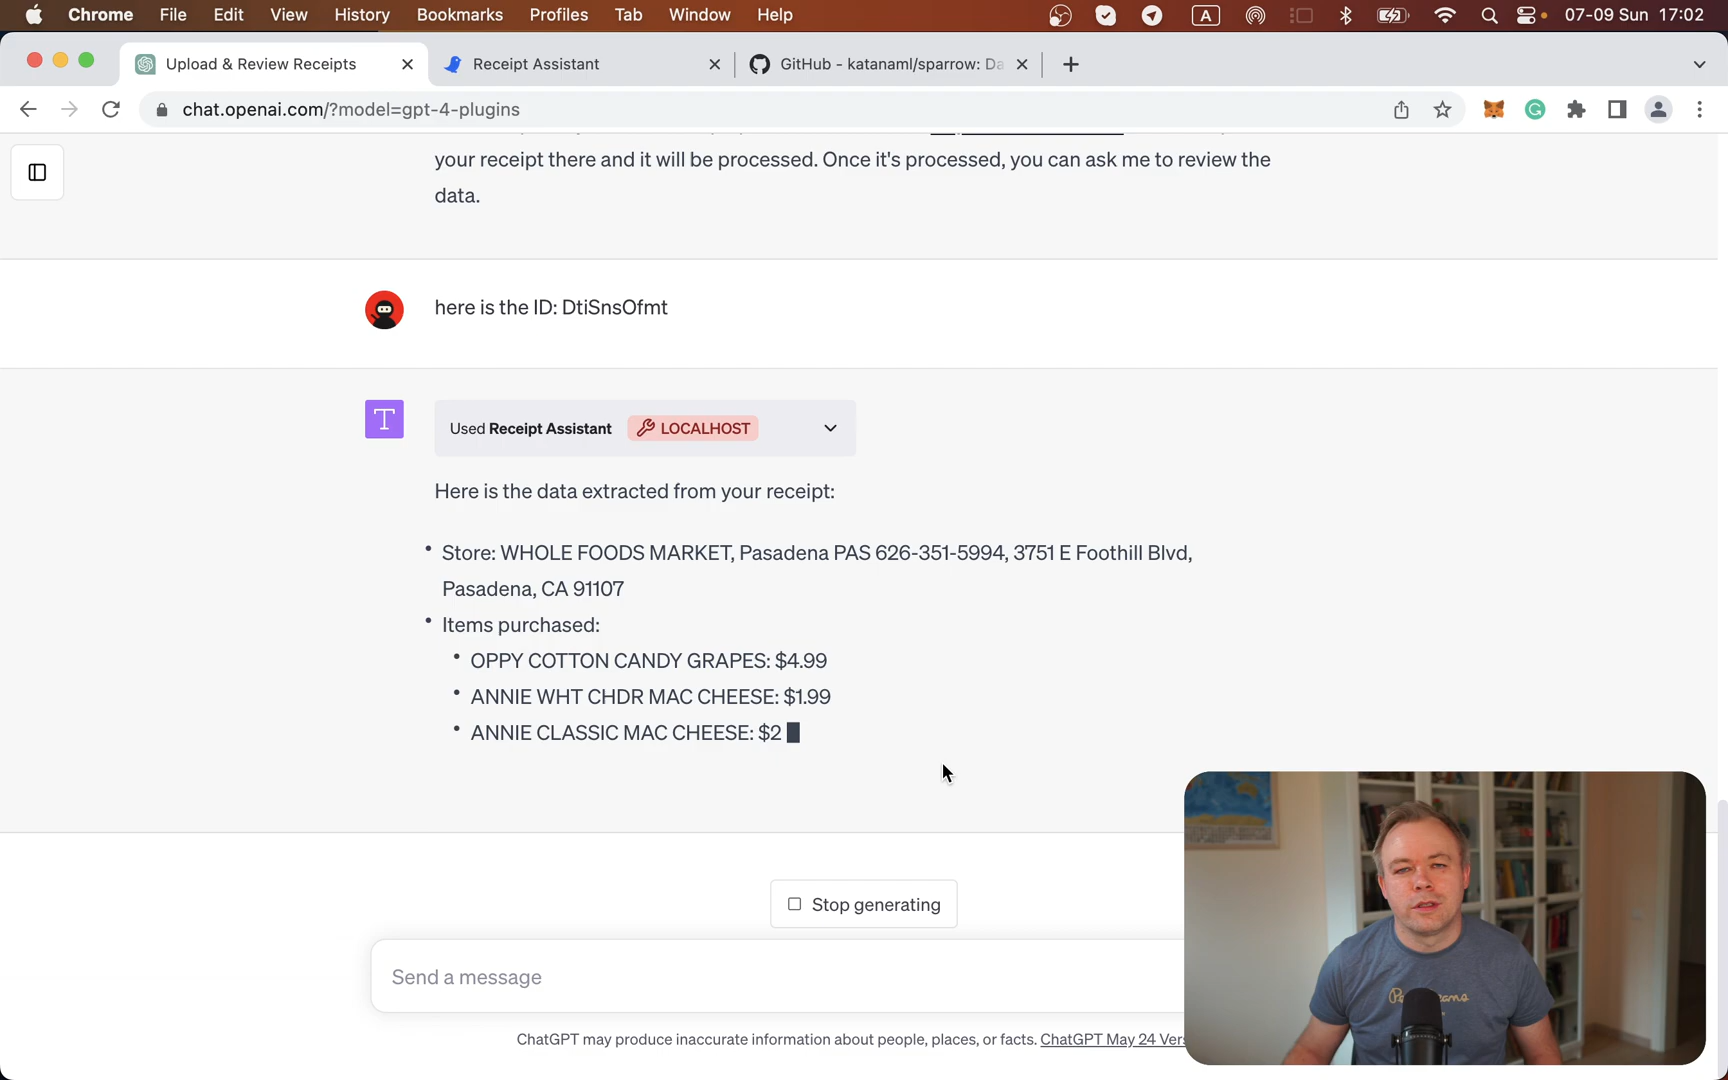 Chrome File Edit View History Bookmarks Profiles Tab Window Help A 07-09 Sun 17:02
Upload & Review Receipts Receipt Assistant GitHub - katanaml/sparrow: Da
chat.openai.com/?model=gpt-4-plugins
your receipt there and it will be processed. Once it's processed, you can ask me to review the
data.
here is the ID: DtiSnsOfmt
T Used Receipt Assistant LOCALHOST
Here is the data extracted from your receipt:
• Store: WHOLE FOODS MARKET, Pasadena PAS 626-351-5994, 3751 E Foothill Blvd,
Pasadena, CA 91107
• Items purchased:
• OPPY COTTON CANDY GRAPES: $4.99
• ANNIE WHT CHDR MAC CHEESE: $1.99
• ANNIE CLASSIC MAC CHEESE: $2
Stop generating
Send a message
ChatGPT may produce inaccurate information about people, places, or facts. ChatGPT May 24 Vers